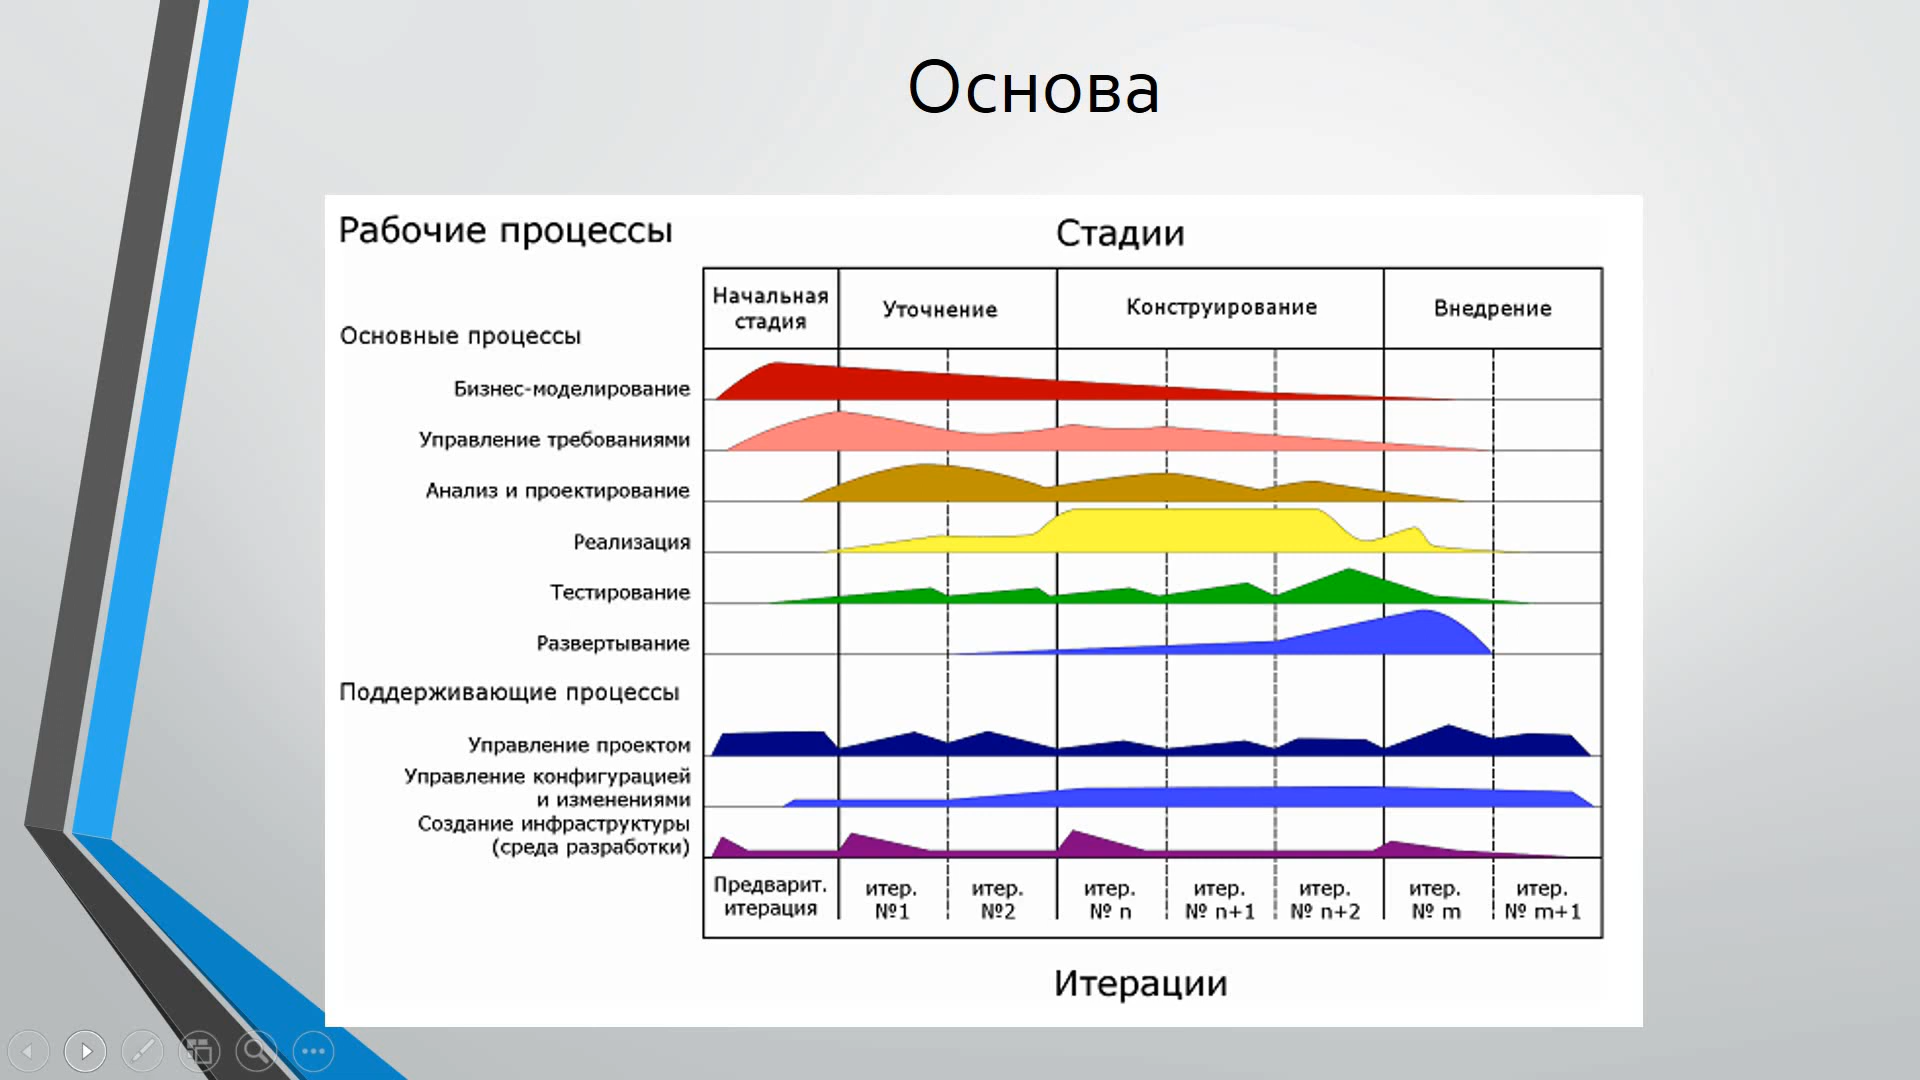 Основа
Рабочие процессы
Стадии
Начальная
стадия
Уточнение
Конструирование
Внедрение
Основные процессы
Бизнес-моделирование
Управление требованиями
Анализ и проектирование
Реализация
Тестирование
Развертывание
Поддерживающие процессы
Управление проектом
Управление конфигурацией
и изменениями
Создание инфраструктуры
(среда разработки)
Предварит.
итерация
итер.
№1
итер.
№2
итер.
№ n
итер.
№ n+1
итер.
№ n+2
итер.
№ m
итер.
№ m+1
Итерации